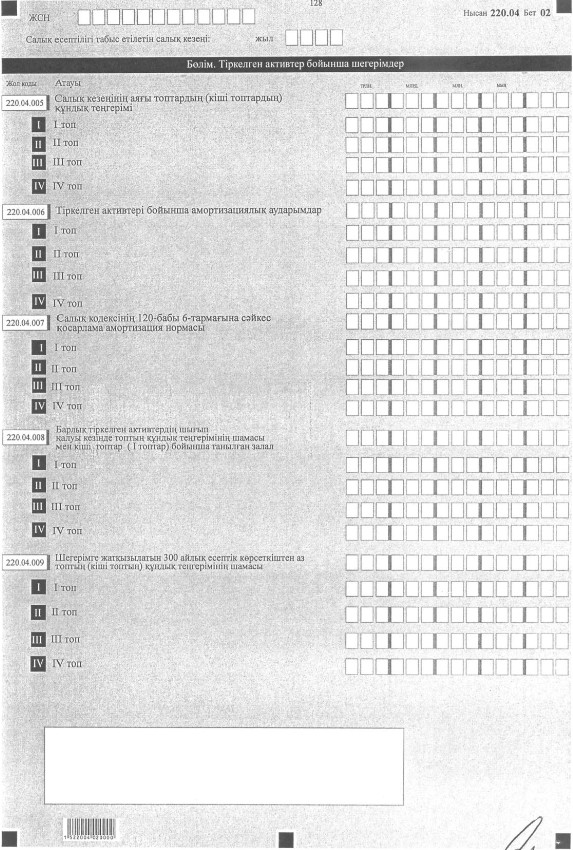 128
ЖСН
Нысан 220.04 Бет 02
Салық есептілігі табыс етілетін салық кезеңі: жыл
Бөлім. Тіркелген активтер бойынша шегерімдер
Жол коды Атауы трлн. млрд. млн. мың
220.04.005 Салық кезеңінің аяғы топтардың (кіші топтардың)
құндық теңгерімі
I I топ
II II топ
III III топ
IV IV топ
220.04.006 Тіркелген активтері бойынша амортизациялық аударымдар
I I топ
II II топ
III III топ
IV IV топ
220.04.007 Салық кодексінің 120-бабы 6-тармағына сәйкес
қосарлама амортизация нормасы
I I топ
II II топ
III III топ
IV IV топ
Барлық тіркелген активтердің шығып
220.04.008 қалуы кезінде топтың құндық теңгерімінің шамасы
мен кіші топтар ( I топтар) бойынша танылған залал
I I топ
II II топ
III III топ
IV IV топ
220.04.009 Шегерімге жатқызылатын 300 айлық есептік көрсеткіштен аз
топтың (кіші топтың) құндық теңгерімінің шамасы
I I топ
II II топ
III III топ
IV IV топ